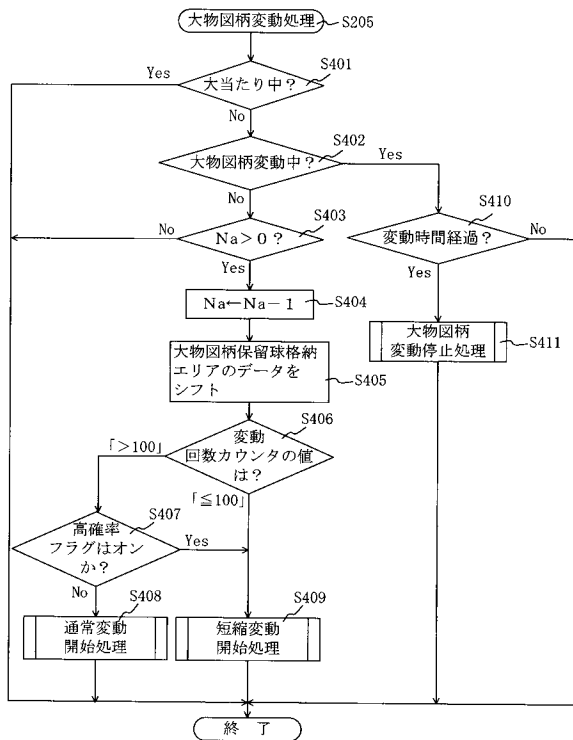 大物図柄変動処理
S205
S401
Yes
大当たり中？
No
S402
大物図柄変動中？
Yes
No
S403
S410
No
Na＞0？
変動時間経過？
No
Yes
Yes
Na←Na－1
S404
大物図柄
変動停止処理
S411
大物図柄保留球格納
エリアのデータを
シフト
S405
S406
変動
回数カウンタの値
は？
「＞100」
「≦100」
S407
高確率
フラグはオン
か？
Yes
No
S408
S409
通常変動
開始処理
短縮変動
開始処理
終 了